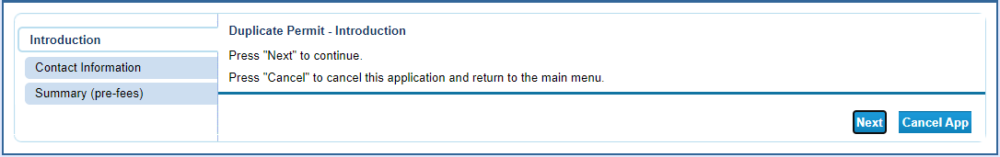 Introduction
Contact Information
Summary (pre-fees)
Duplicate Permit - Introduction
Press "Next" to continue.
Press "Cancel" to cancel this application and return to the main menu.
Next
Cancel App